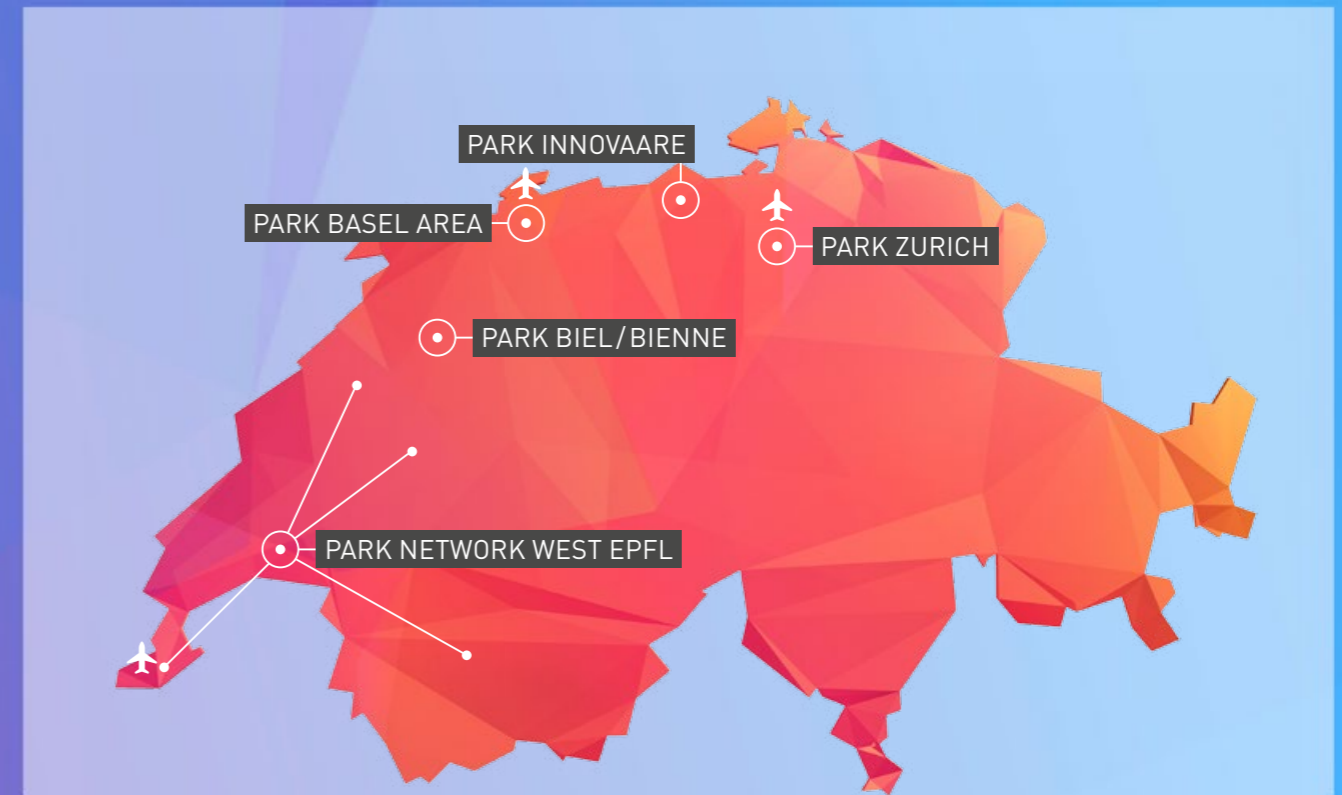 PARK INNOVAARE
PARK BASEL AREA
PARK ZURICH
PARK BIEL/BIENNE
PARK NETWORK WEST EPFL